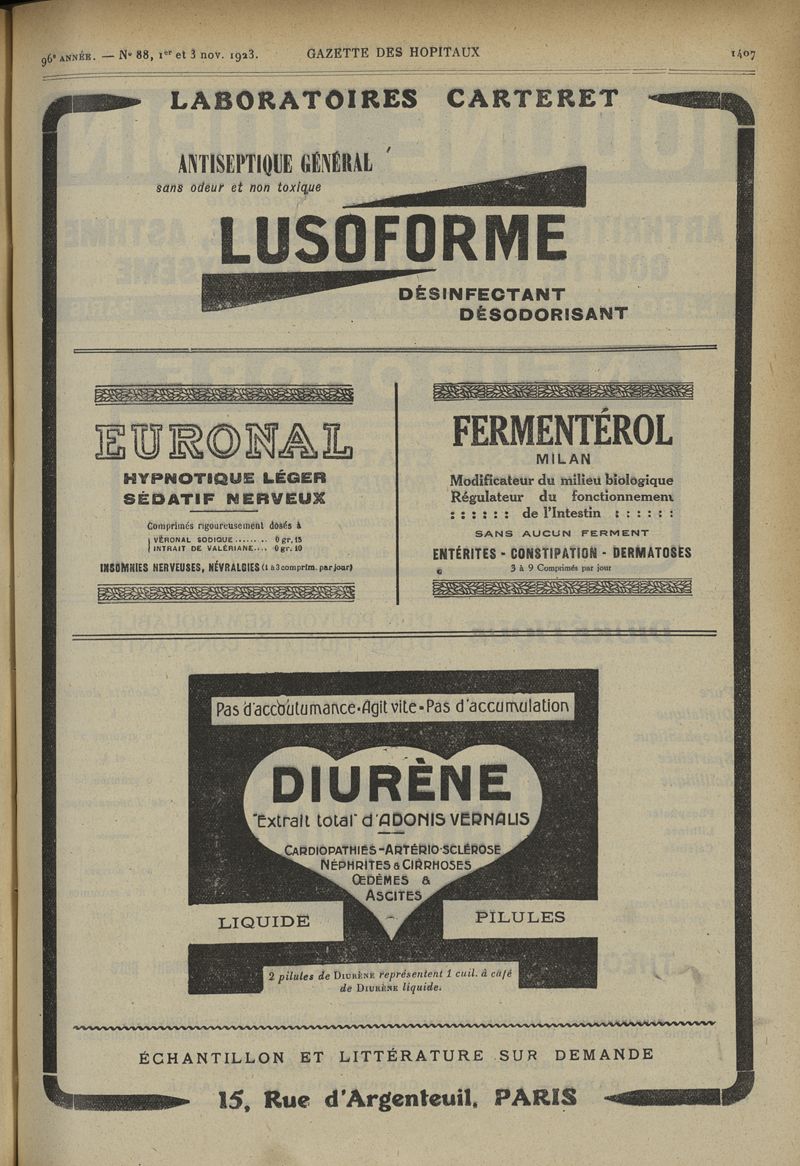 96e ANNÉE. — No 88, 1er et 3 nov. 1923.
GAZETTE DES HOPITAUX
1407
LABORATOIRES CARTERET
ANTISEPTIQUE GÉNÉRAL
sans odeur et non toxique
LUSOFORME
DÉSINFECTANT
DÉSODORISANT
EURONAL
HYPNOTIQUE LÉGER
SÉDATIF NERVEUX
Comprimés rigoureusement dosés à
VÉRONAL SODIQUE ........ 0 gr. 15
INTRAIT DE VALÉRIANE.... 0 gr. 10
INSOMNIES NERVEUSES, NÉVRALGIES (1 à 3 comprim. par jour)
FERMENTÉROL
MILAN
Modificateur du milieu biologique
Régulateur du fonctionnement
: : : : : : de l'Intestin : : : : : :
SANS AUCUN FERMENT
ENTÉRITES - CONSTIPATION - DERMATOSES
3 à 9 Comprimés par jour
Pas d'accoutumance - Agit vite - Pas d'accumulation
DIURÈNE
"Extrait total" d'ADONIS VERNALIS
CARDIOPATHIES - ARTÉRIO-SCLÉROSE
NÉPHRITES & CIRRHOSES
ŒDÈMES &
ASCITES
LIQUIDE
PILULES
2 pilules de DIURÈNE représentent 1 cuil. à café
de DIURÈNE liquide.
ÉCHANTILLON ET LITTÉRATURE SUR DEMANDE
15, Rue d'Argenteuil, PARIS